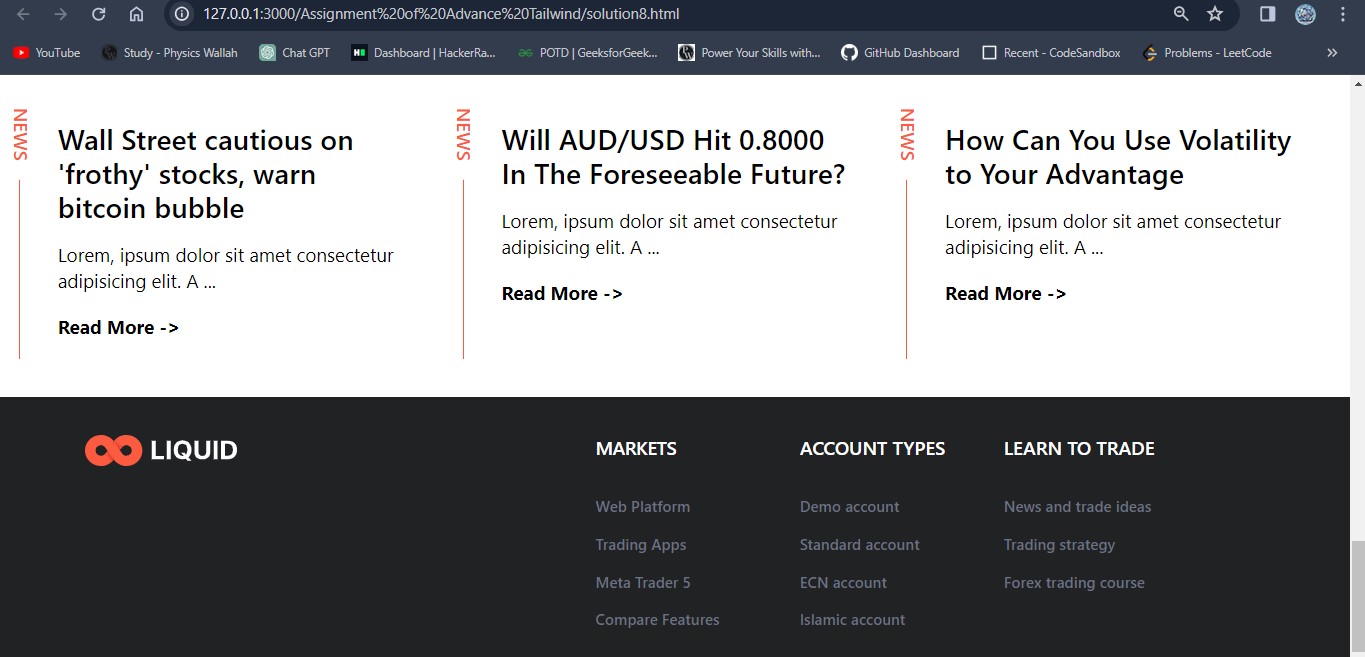 127.0.0.1:3000/Assignment%20of%20Advance%20Tailwind/solution8.html
YouTube
Study - Physics Wallah
Chat GPT
Dashboard | HackerRa...
POTD | GeeksforGeek...
Power Your Skills with...
GitHub Dashboard
Recent - CodeSandbox
Problems - LeetCode
NEWS
Wall Street cautious on
'frothy' stocks, warn
bitcoin bubble
Lorem, ipsum dolor sit amet consectetur
adipisicing elit. A ...
Read More ->
NEWS
Will AUD/USD Hit 0.8000
In The Foreseeable Future?
Lorem, ipsum dolor sit amet consectetur
adipisicing elit. A ...
Read More ->
NEWS
How Can You Use Volatility
to Your Advantage
Lorem, ipsum dolor sit amet consectetur
adipisicing elit. A ...
Read More ->
LIQUID
MARKETS
Web Platform
Trading Apps
Meta Trader 5
Compare Features
ACCOUNT TYPES
Demo account
Standard account
ECN account
Islamic account
LEARN TO TRADE
News and trade ideas
Trading strategy
Forex trading course